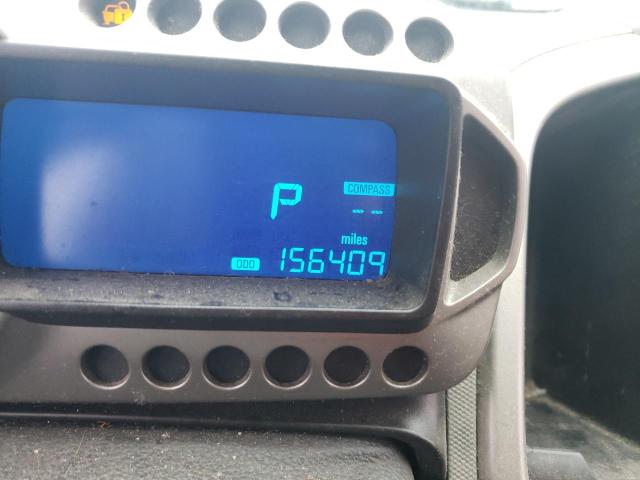 P
COMPASS
--
miles
ODO 156409